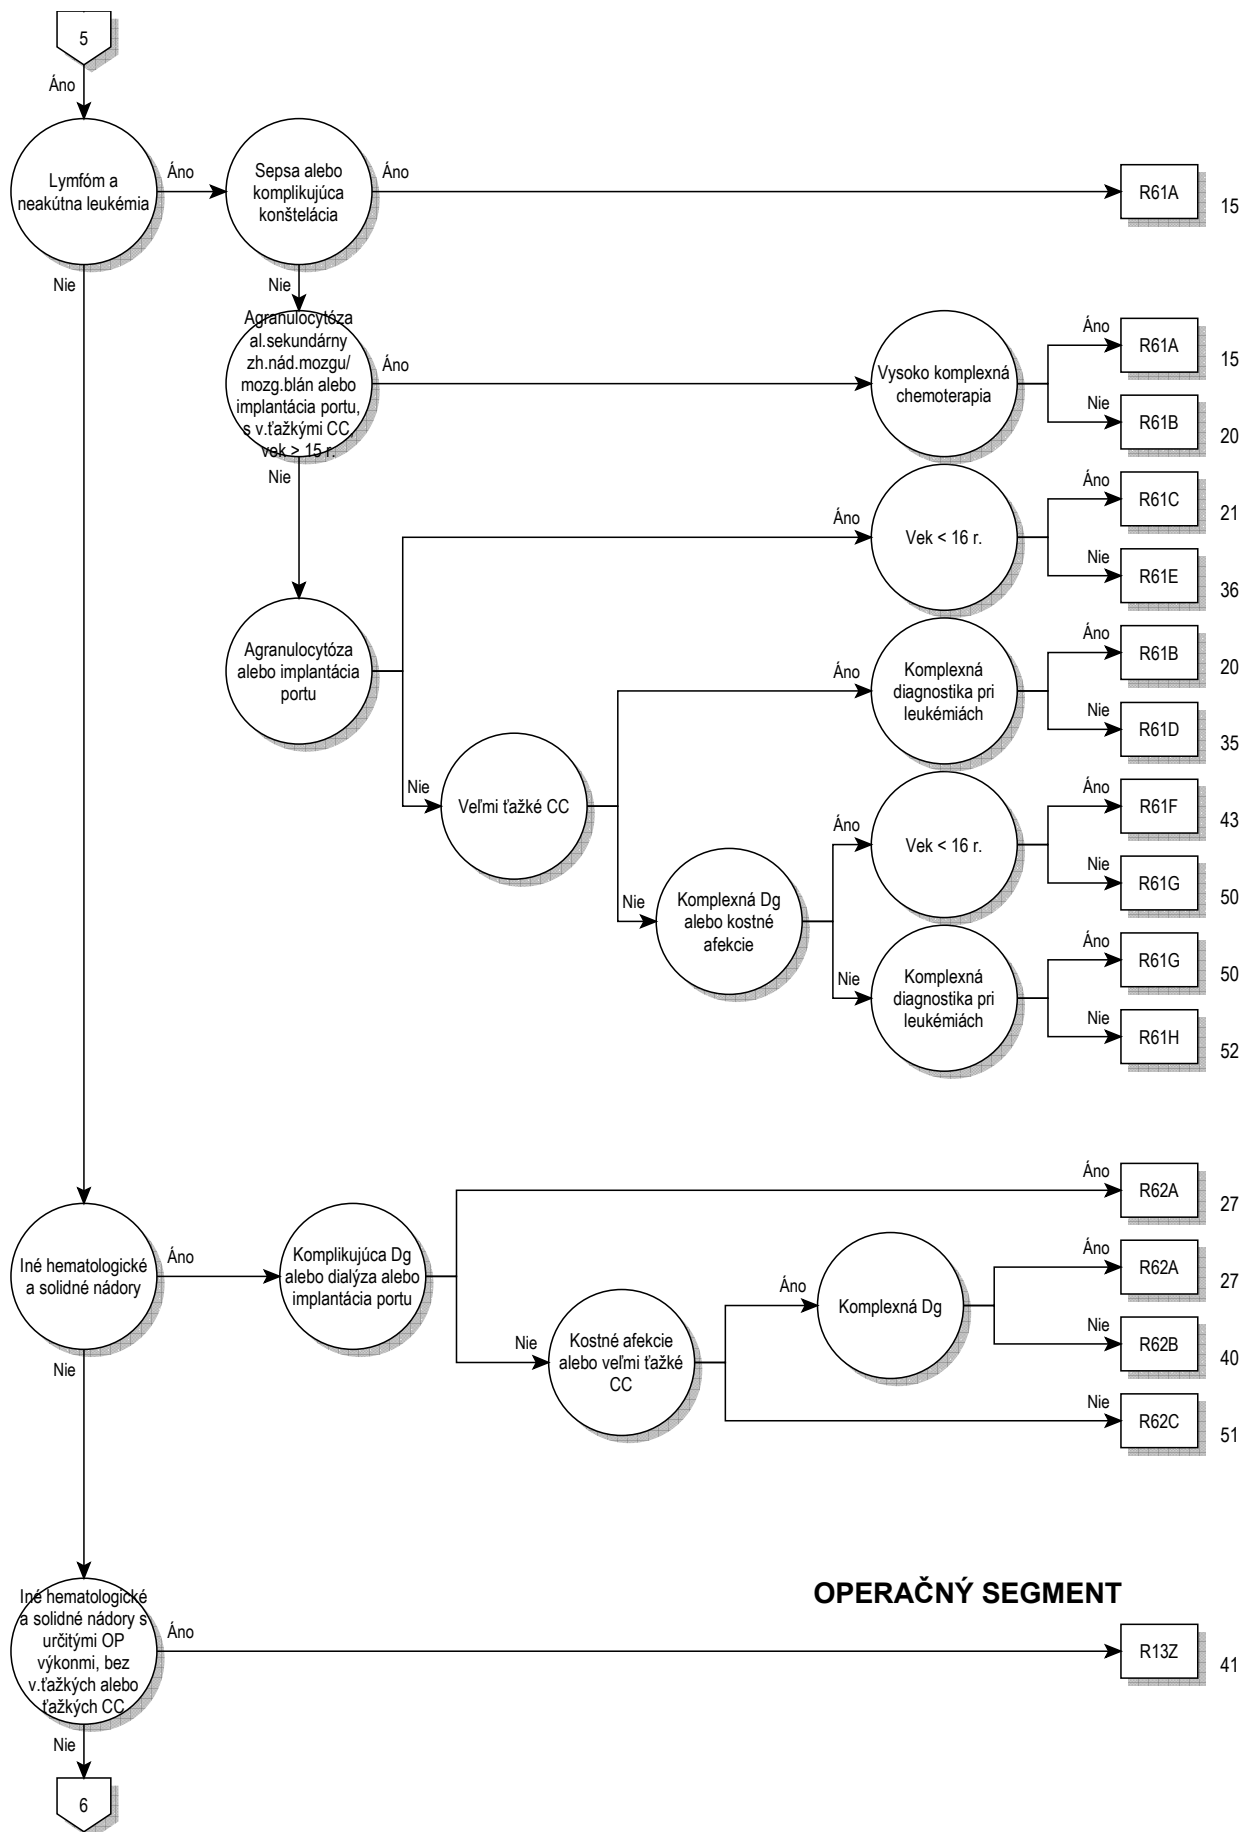 5
Áno
Lymfóm a
neakútna leukémia
Áno
Sepsa alebo
komplikujúca
konštelácia
Áno
R61A
15
Nie
Nie
Agranulocytóza
al.sekundárny
zh.nád.mozgu/
mozg.blán alebo
implantácia portu,
s v.ťažkými CC,
vek > 15 r.
Áno
Vysoko komplexná
chemoterapia
Áno
R61A
15
Nie
R61B
20
Nie
Agranulocytóza
alebo implantácia
portu
Áno
Vek < 16 r.
Áno
R61C
21
Nie
R61E
36
Nie
Veľmi ťažké CC
Áno
Komplexná
diagnostika pri
leukémiách
Áno
R61B
20
Nie
R61D
35
Nie
Komplexná Dg
alebo kostné
afekcie
Áno
Vek < 16 r.
Áno
R61F
43
Nie
R61G
50
Nie
Komplexná
diagnostika pri
leukémiách
Áno
R61G
50
Nie
R61H
52
Iné hematologické
a solidné nádory
Áno
Komplikujúca Dg
alebo dialýza alebo
implantácia portu
Áno
R62A
27
Nie
Kostné afekcie
alebo veľmi ťažké
CC
Áno
Komplexná Dg
Áno
R62A
27
Nie
R62B
40
Nie
R62C
51
Nie
OPERAČNÝ SEGMENT
Iné hematologické
a solidné nádory s
určitými OP
výkonmi, bez
v.ťažkých alebo
ťažkých CC
Áno
R13Z
41
Nie
6